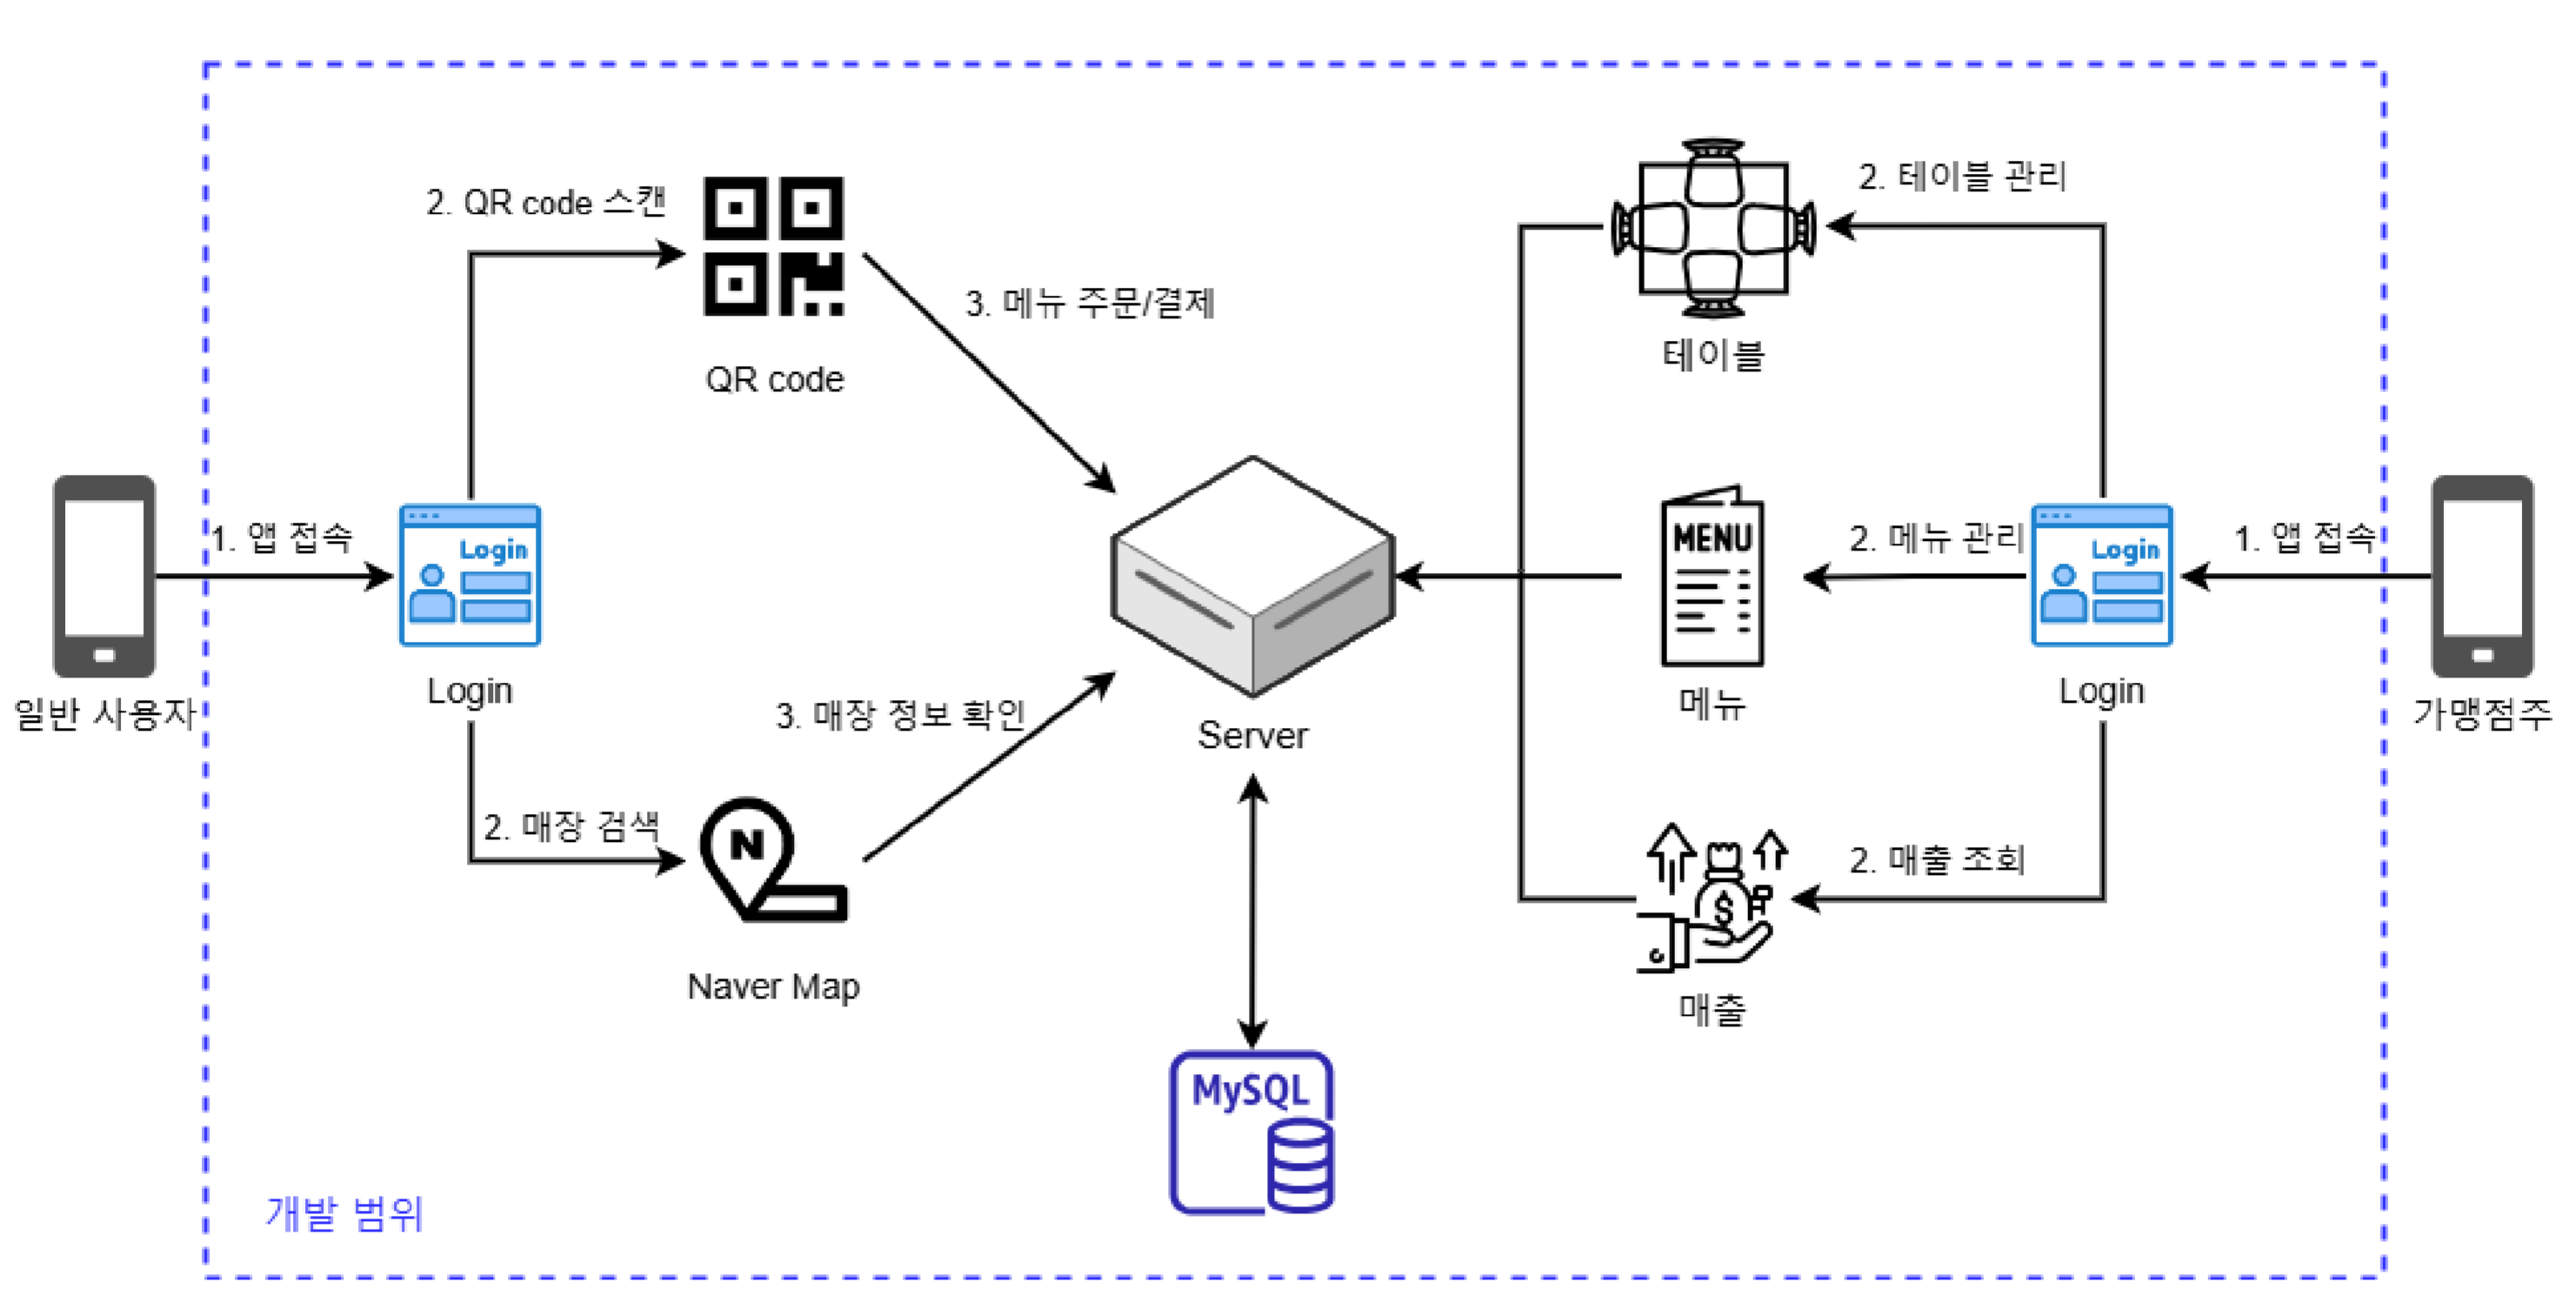 2. QR code 스캔
QR code
3. 메뉴 주문/결제
2. 테이블 관리
테이블
1. 앱 접속
Login
Login
일반 사용자
2. 매장 검색
N
Naver Map
3. 매장 정보 확인
Server
MySQL
MENU
메뉴
2. 메뉴 관리
Login
Login
1. 앱 접속
가맹점주
2. 매출 조회
$
매출
개발 범위